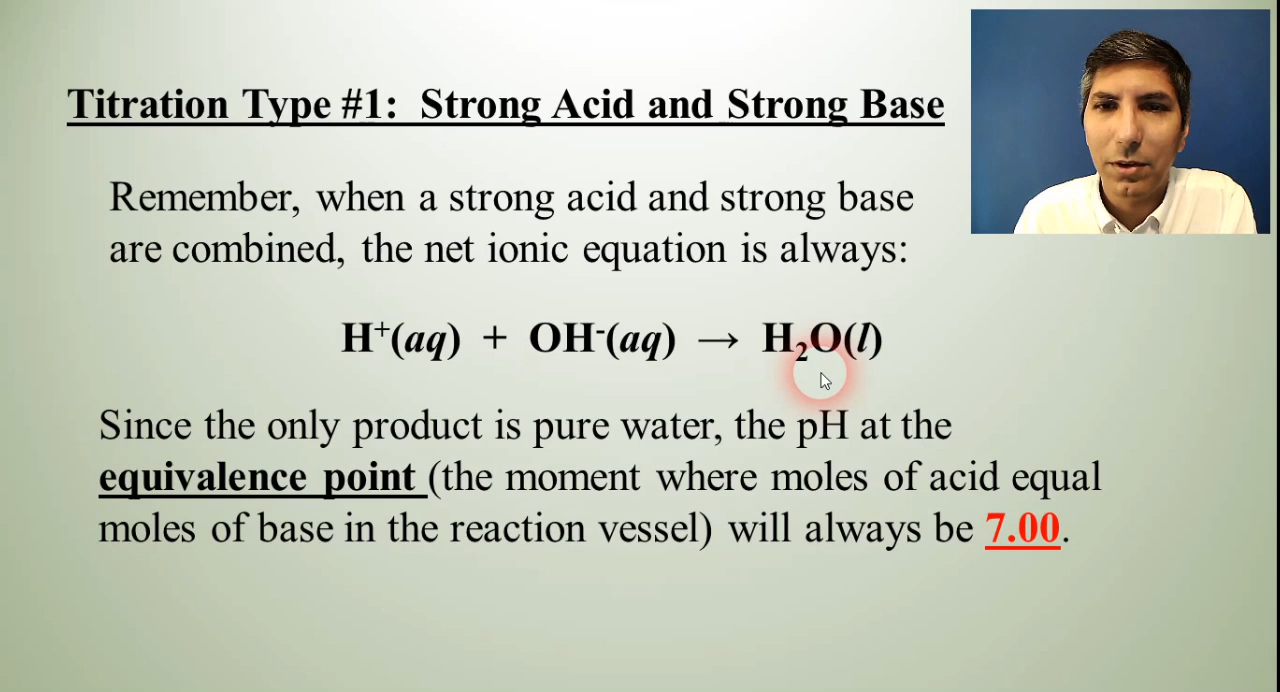 Titration Type #1: Strong Acid and Strong Base
Remember, when a strong acid and strong base
are combined, the net ionic equation is always:
H⁺(aq) + OH⁻(aq) → H₂O(l)
Since the only product is pure water, the pH at the
equivalence point (the moment where moles of acid equal
moles of base in the reaction vessel) will always be 7.00.